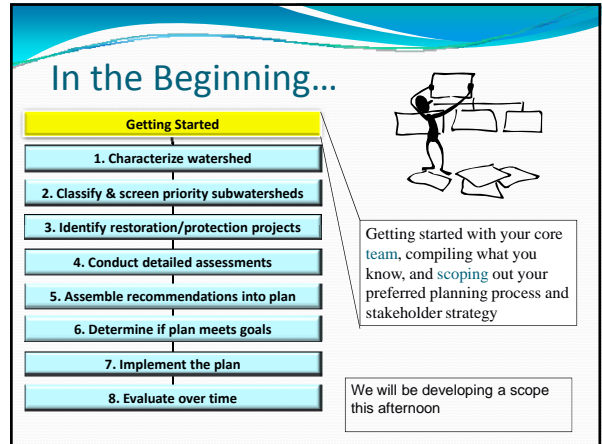 In the Beginning...
Getting Started
1. Characterize watershed
2. Classify & screen priority subwatersheds
3. Identify restoration/protection projects
4. Conduct detailed assessments
5. Assemble recommendations into plan
6. Determine if plan meets goals
7. Implement the plan
8. Evaluate over time
Getting started with your core
team, compiling what you
know, and scoping out your
preferred planning process and
stakeholder strategy
We will be developing a scope
this afternoon